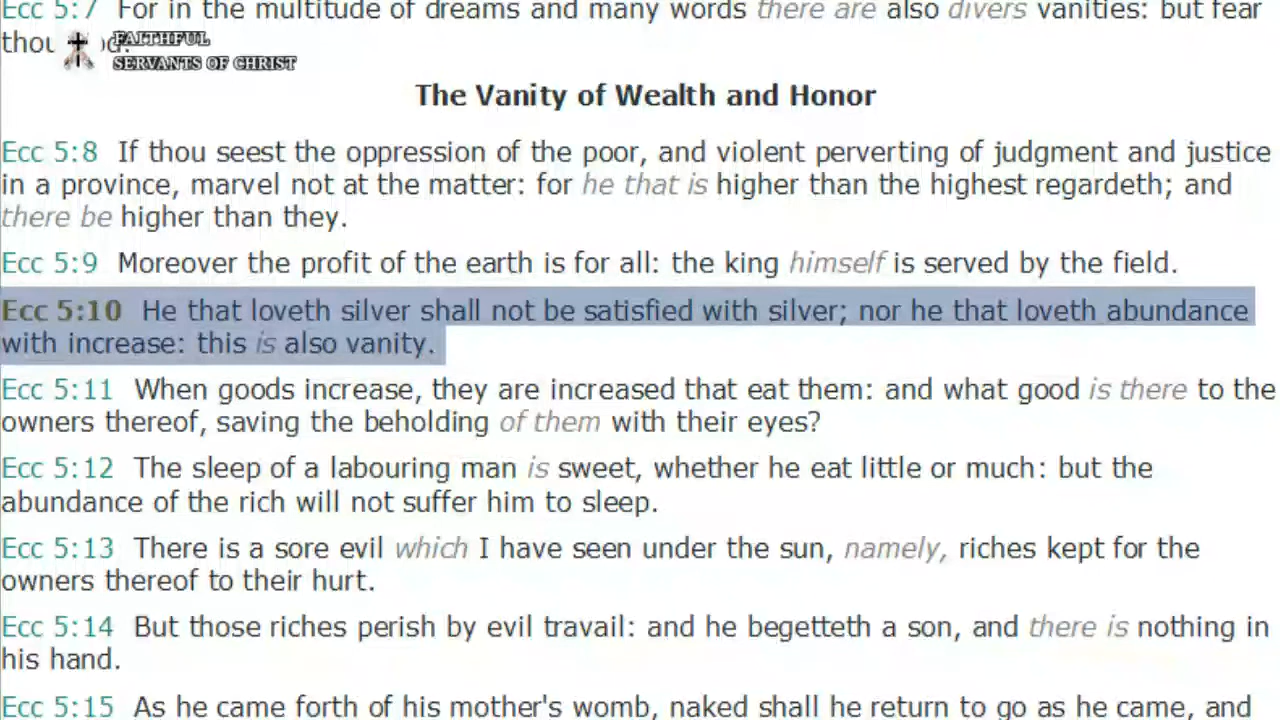 Ecc 5:7 For in the multitude of dreams and many words there are also divers vanities: but fear
thou
FAITHFUL
SERVANTS OF CHRIST
The Vanity of Wealth and Honor
Ecc 5:8 If thou seest the oppression of the poor, and violent perverting of judgment and justice
in a province, marvel not at the matter: for he that is higher than the highest regardeth; and
there be higher than they.
Ecc 5:9 Moreover the profit of the earth is for all: the king himself is served by the field.
Ecc 5:10 He that loveth silver shall not be satisfied with silver; nor he that loveth abundance
with increase: this is also vanity.
Ecc 5:11 When goods increase, they are increased that eat them: and what good is there to the
owners thereof, saving the beholding of them with their eyes?
Ecc 5:12 The sleep of a labouring man is sweet, whether he eat little or much: but the
abundance of the rich will not suffer him to sleep.
Ecc 5:13 There is a sore evil which I have seen under the sun, namely, riches kept for the
owners thereof to their hurt.
Ecc 5:14 But those riches perish by evil travail: and he begetteth a son, and there is nothing in
his hand.
Ecc 5:15 As he came forth of his mother's womb, naked shall he return to go as he came, and